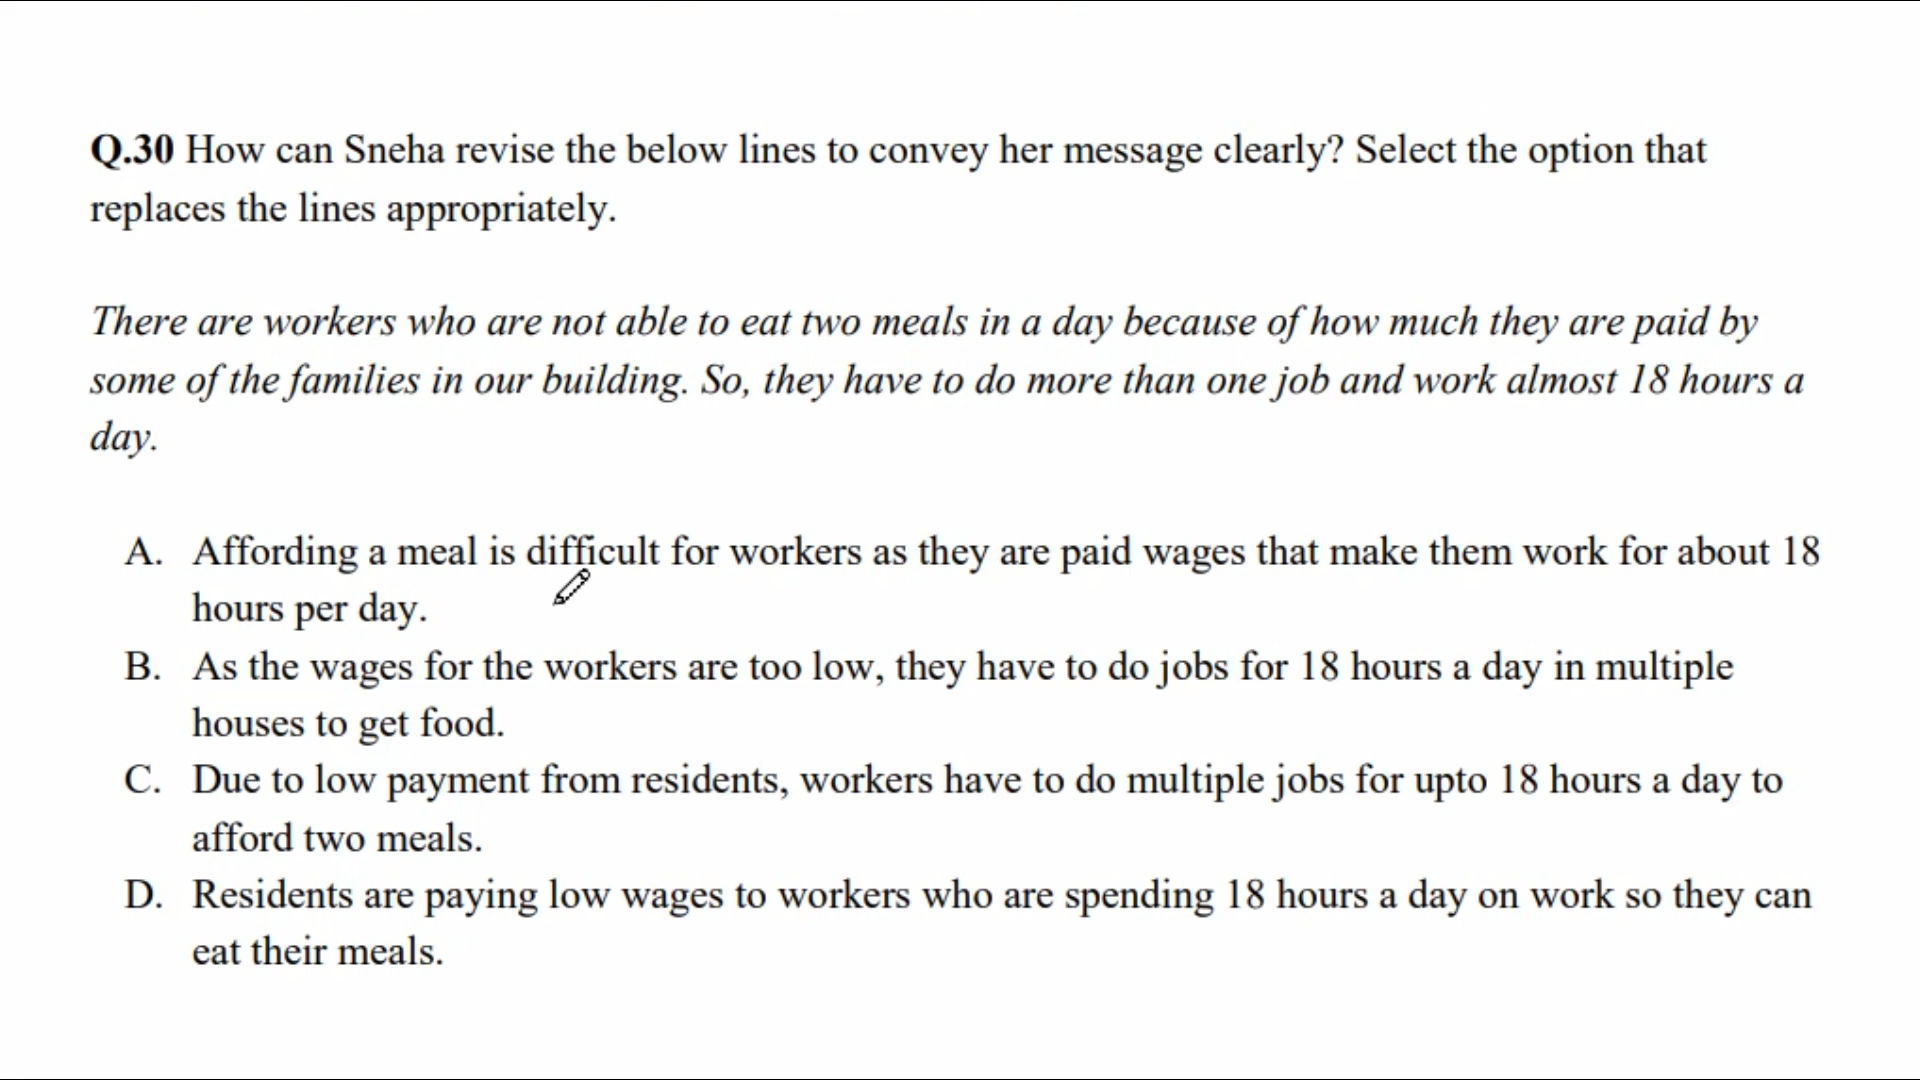 Q.30 How can Sneha revise the below lines to convey her message clearly? Select the option that
replaces the lines appropriately.
There are workers who are not able to eat two meals in a day because of how much they are paid by
some of the families in our building. So, they have to do more than one job and work almost 18 hours a
day.
A. Affording a meal is difficult for workers as they are paid wages that make them work for about 18
hours per day.
B. As the wages for the workers are too low, they have to do jobs for 18 hours a day in multiple
houses to get food.
C. Due to low payment from residents, workers have to do multiple jobs for upto 18 hours a day to
afford two meals.
D. Residents are paying low wages to workers who are spending 18 hours a day on work so they can
eat their meals.